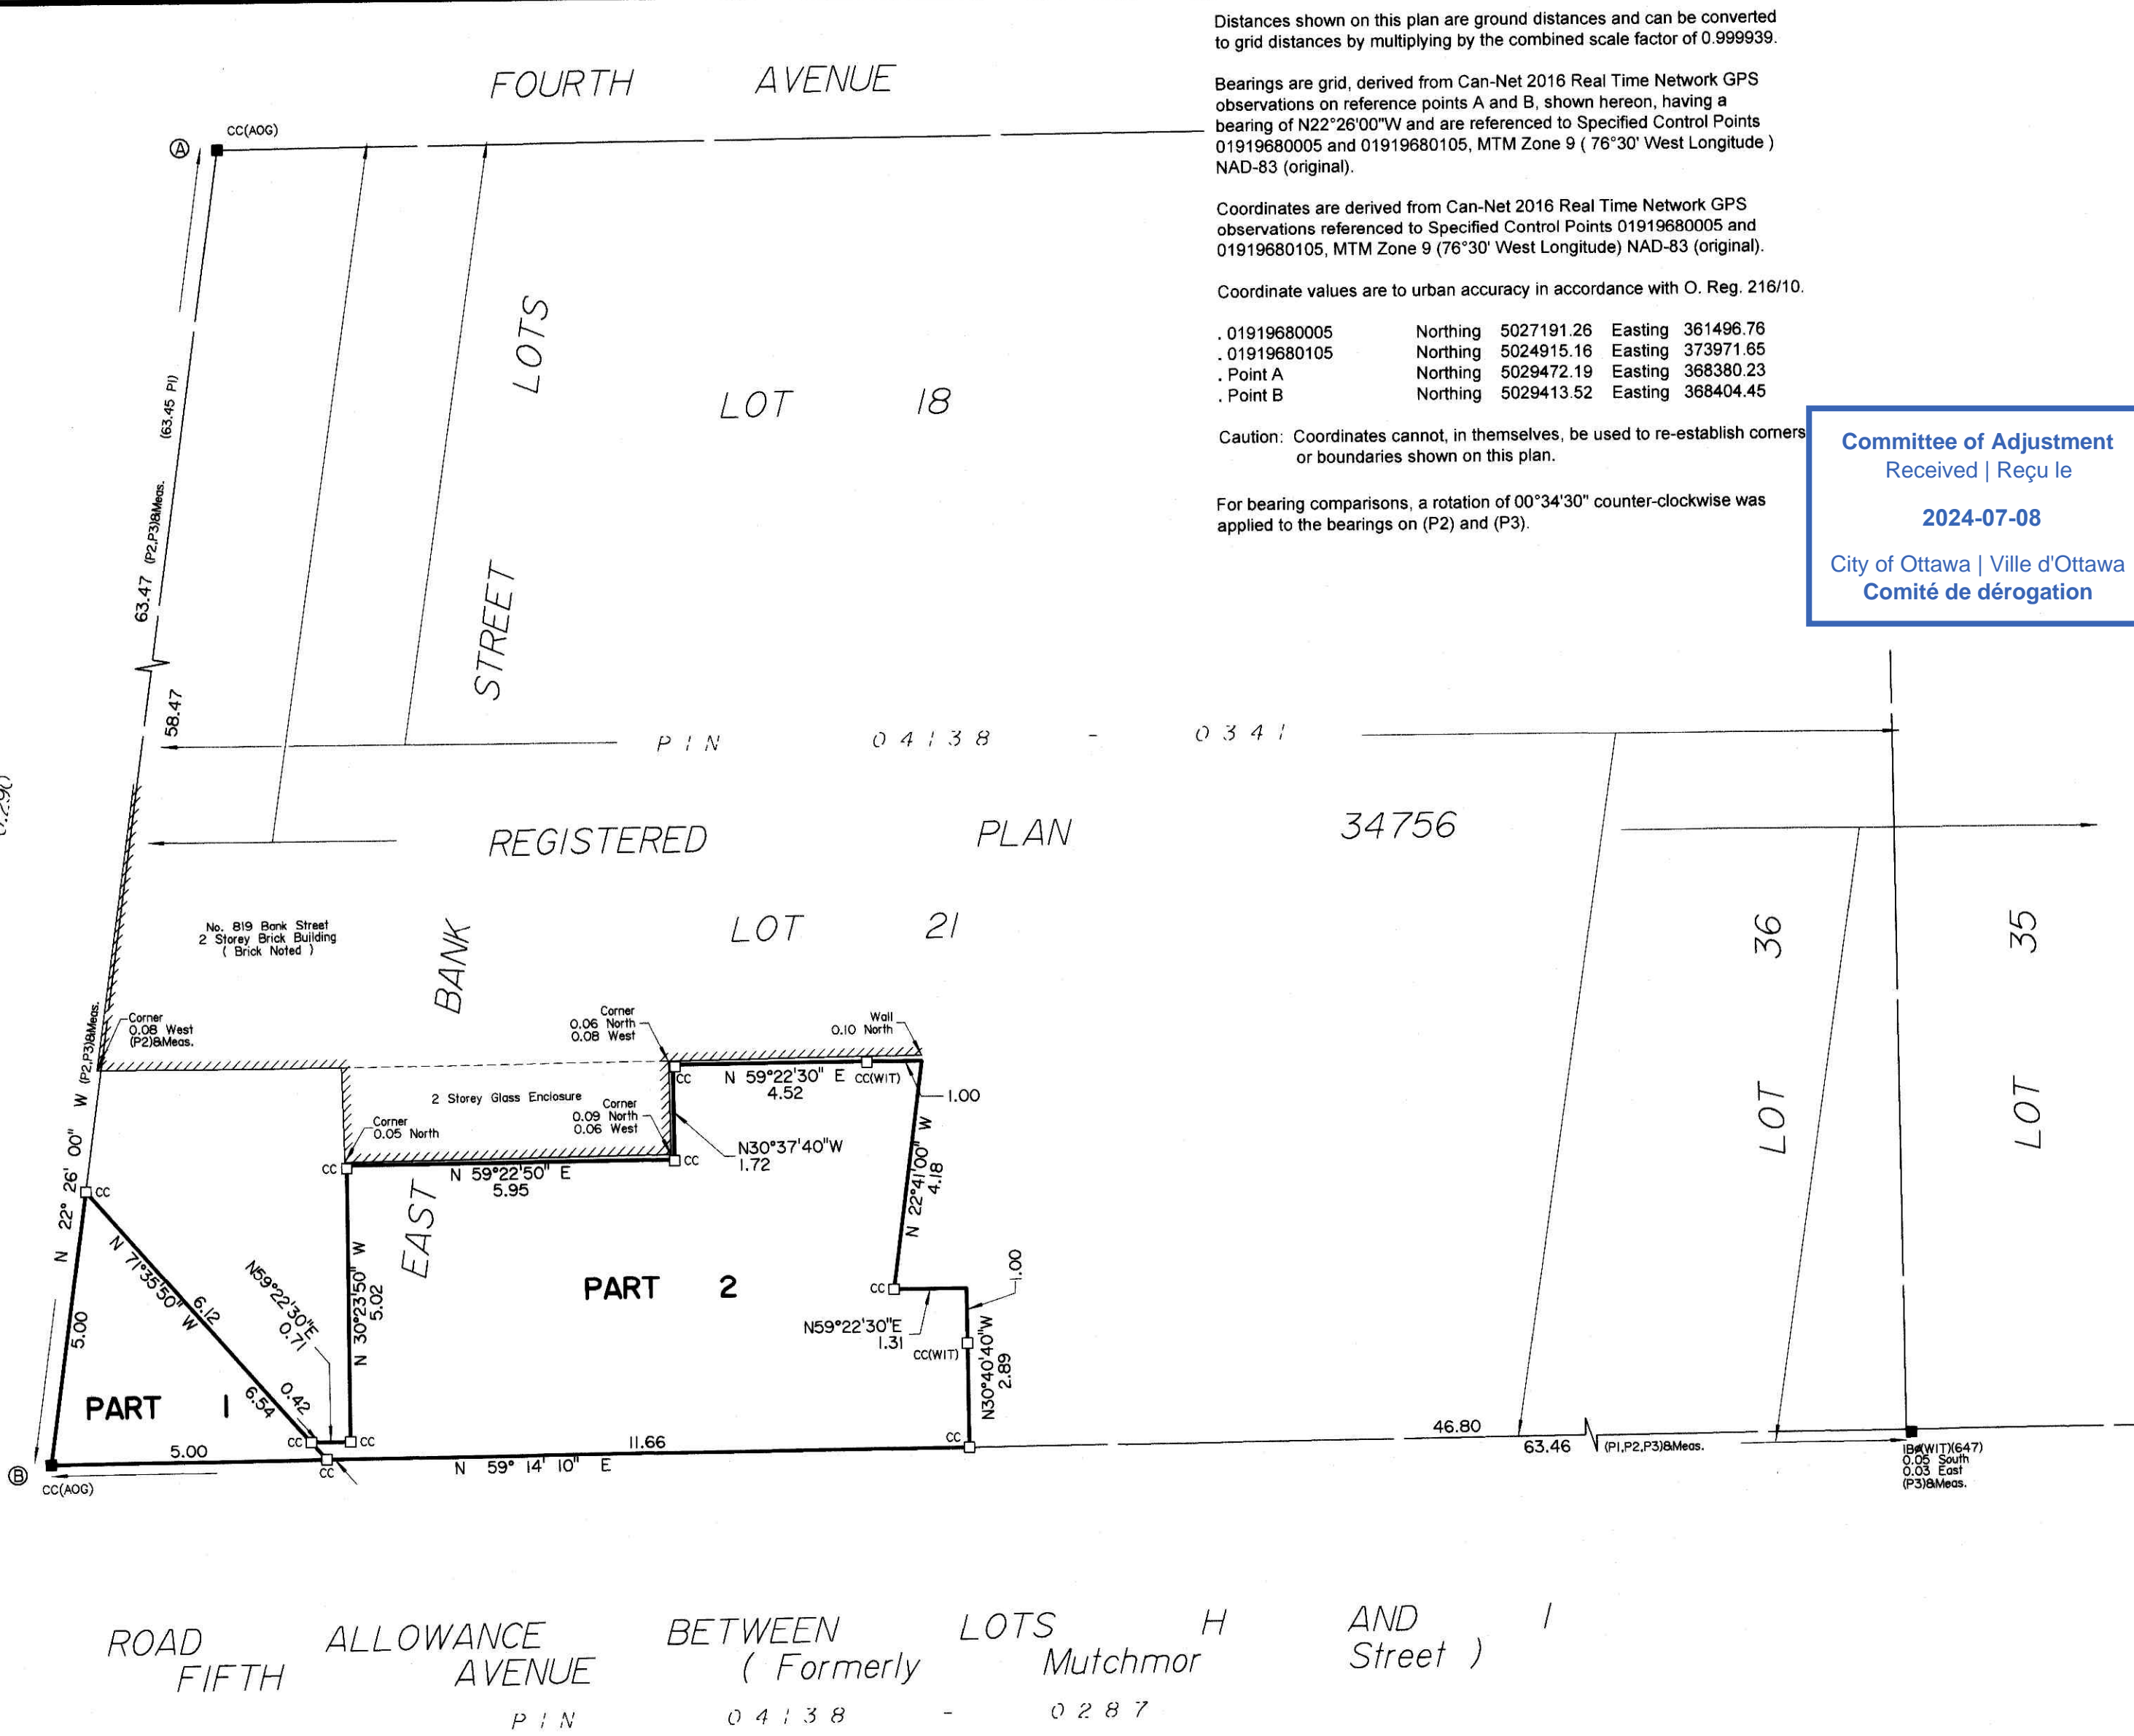 Distances shown on this plan are ground distances and can be converted
to grid distances by multiplying by the combined scale factor of 0.999939.
Bearings are grid, derived from Can-Net 2016 Real Time Network GPS
observations on reference points A and B, shown hereon, having a
bearing of N22°26'00"W and are referenced to Specified Control Points
01919680005 and 01919680105, MTM Zone 9 ( 76°30' West Longitude )
NAD-83 (original).
Coordinates are derived from Can-Net 2016 Real Time Network GPS
observations referenced to Specified Control Points 01919680005 and
01919680105, MTM Zone 9 (76°30' West Longitude) NAD-83 (original).
Coordinate values are to urban accuracy in accordance with O. Reg. 216/10.
. 01919680005 Northing 5027191.26 Easting 361496.76
. 01919680105 Northing 5024915.16 Easting 373971.65
. Point A Northing 5029472.19 Easting 368380.23
. Point B Northing 5029413.52 Easting 368404.45
Caution: Coordinates cannot, in themselves, be used to re-establish corners
or boundaries shown on this plan.
For bearing comparisons, a rotation of 00°34'30" counter-clockwise was
applied to the bearings on (P2) and (P3).
Committee of Adjustment
Received | Reçu le
2024-07-08
City of Ottawa | Ville d'Ottawa
Comité de dérogation
FOURTH AVENUE
A
CC(AOG)
(63.45 P1)
63.47 (P2,P3)&Meas.
58.47
EAST BANK STREET LOTS
LOT 18
PIN 04138 - 0341
REGISTERED PLAN 34756
LOT 21
LOT 36
LOT 35
No. 819 Bank Street
2 Storey Brick Building
( Brick Noted )
Corner
0.08 West
(P2)&Meas.
Corner
0.06 North
0.08 West
Wall
0.10 North
2 Storey Glass Enclosure
Corner
0.05 North
Corner
0.09 North
0.06 West
CC
N 59°22'30" E
4.52
CC(WIT)
1.00
N30°37'40"W
1.72
CC
CC
N 59°22'50" E
5.95
N 22°41'00" W
4.18
N 22° 26' 00" W (P2,P3)&Meas.
CC
5.00
N 71°35'50" W
6.12
0.42
6.54
N59°22'30"E
0.71
N 30°23'50" W
5.02
PART 1
PART 2
CC
N59°22'30"E
1.31
1.00
CC(WIT)
N30°40'40"W
2.89
CC
CC
CC
CC
5.00
11.66
N 59° 14' 10" E
46.80
63.46 (P1,P2,P3)&Meas.
(WIT)(647)
0.05 South
0.03 East
(P3)&Meas.
B
CC(AOG)
ROAD ALLOWANCE BETWEEN LOTS H AND I
FIFTH AVENUE ( Formerly Mutchmor Street )
PIN 04138 - 0287